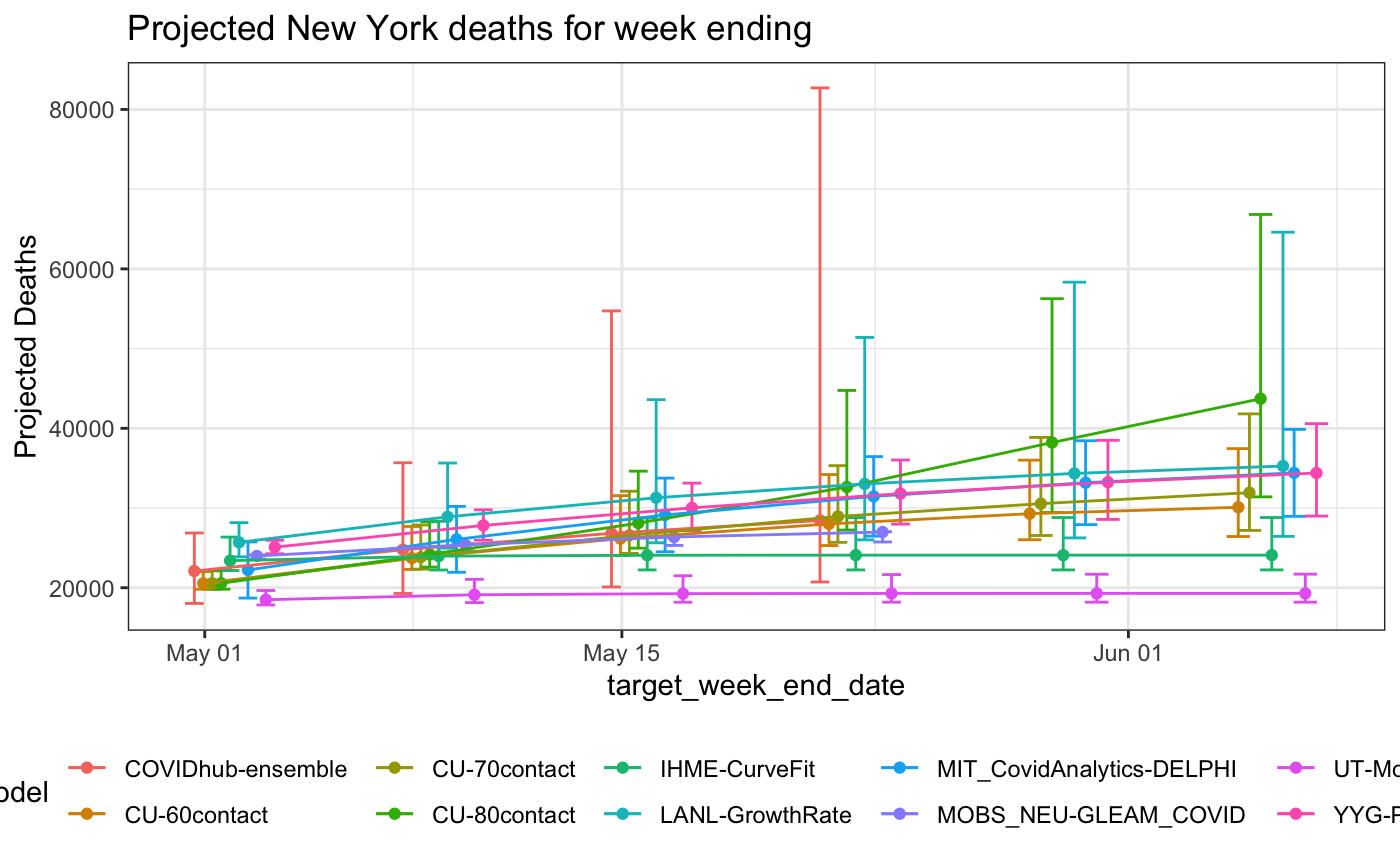 Projected New York deaths for week ending
Projected Deaths
80000
60000
40000
20000
May 01
May 15
Jun 01
target_week_end_date
odel
COVIDhub-ensemble
CU-70contact
IHME-CurveFit
MIT_CovidAnalytics-DELPHI
UT-Mo
CU-60contact
CU-80contact
LANL-GrowthRate
MOBS_NEU-GLEAM_COVID
YYG-P